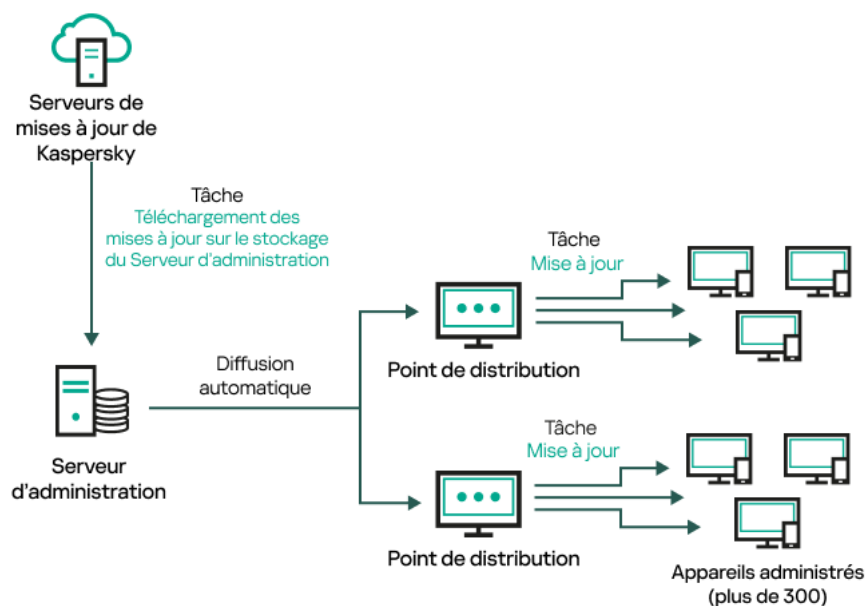 Serveurs de
mises à jour de
Kaspersky
Tâche
Téléchargement des
mises à jour sur le stockage
du Serveur d'administration
Tâche
Mise à jour
Diffusion
automatique
Point de distribution
Serveur
d'administration
Tâche
Mise à jour
Point de distribution
Appareils administrés
(plus de 300)